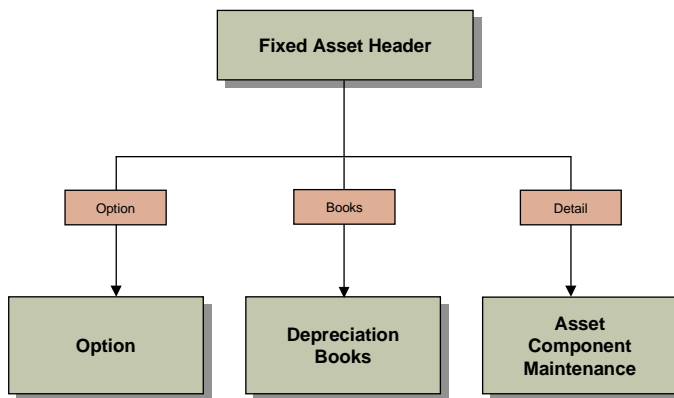 Fixed Asset Header
Option
Books
Detail
Option
Depreciation
Books
Asset
Component
Maintenance